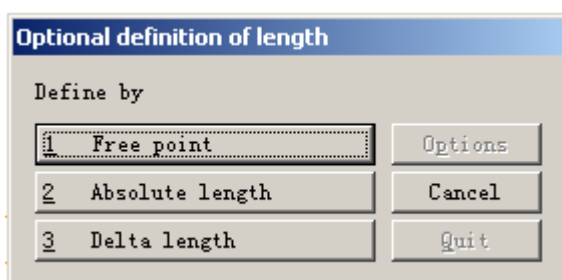 Optional definition of length
Define by
1 Free point
Options
2 Absolute length
Cancel
3 Delta length
Quit